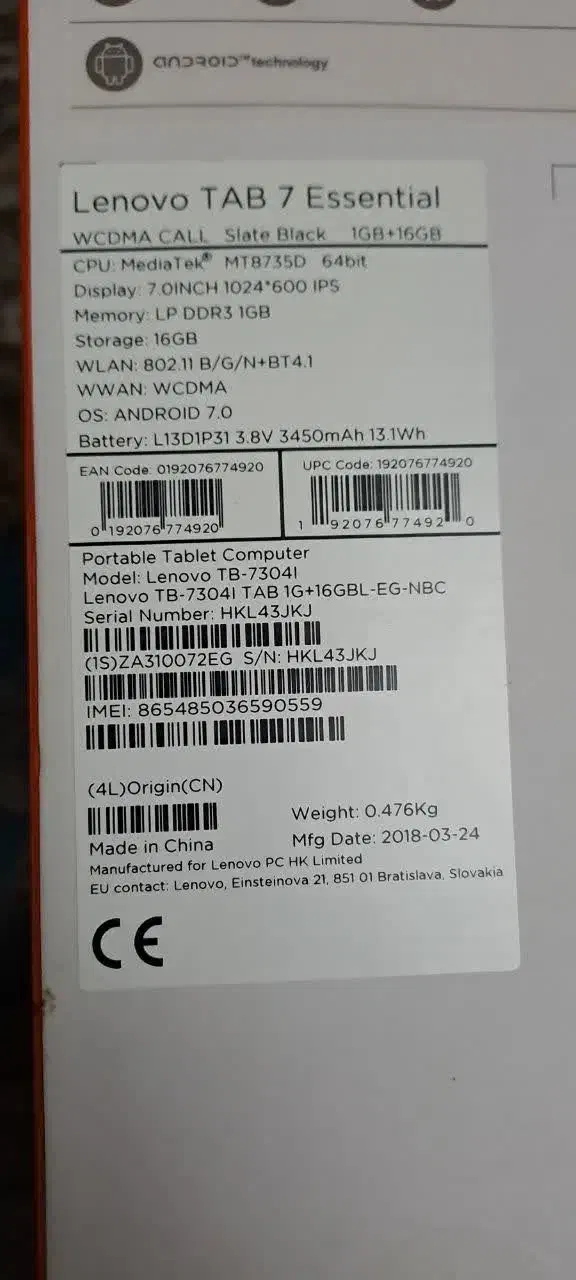 ANDROID™ technology
Lenovo TAB 7 Essential
WCDMA CALL Slate Black 1GB+16GB
CPU: MediaTek® MT8735D 64bit
Display: 7.0INCH 1024*600 IPS
Memory: LP DDR3 1GB
Storage: 16GB
WLAN: 802.11 B/G/N+BT4.1
WWAN: WCDMA
OS: ANDROID 7.0
Battery: L13D1P31 3.8V 3450mAh 13.1Wh
EAN Code: 0192076774920
0 192076 774920
UPC Code: 192076774920
1 92076 77492 0
Portable Tablet Computer
Model: Lenovo TB-7304I
Lenovo TB-7304I TAB 1G+16GBL-EG-NBC
Serial Number: HKL43JKJ
(1S)ZA310072EG S/N: HKL43JKJ
IMEI: 865485036590559
(4L)Origin(CN)
Made in China
Weight: 0.476Kg
Mfg Date: 2018-03-24
Manufactured for Lenovo PC HK Limited
EU contact: Lenovo, Einsteinova 21, 851 01 Bratislava, Slovakia
CE